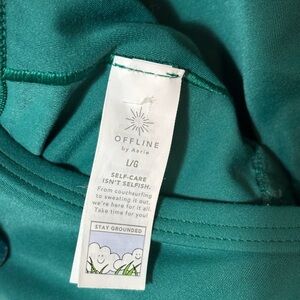 OFFLINE
by Aerie
L/G
SELF-CARE
ISN'T SELFISH.
From couchsurfing
to sweating it out,
we're here for it all.
Take time for you!
STAY GROUNDED